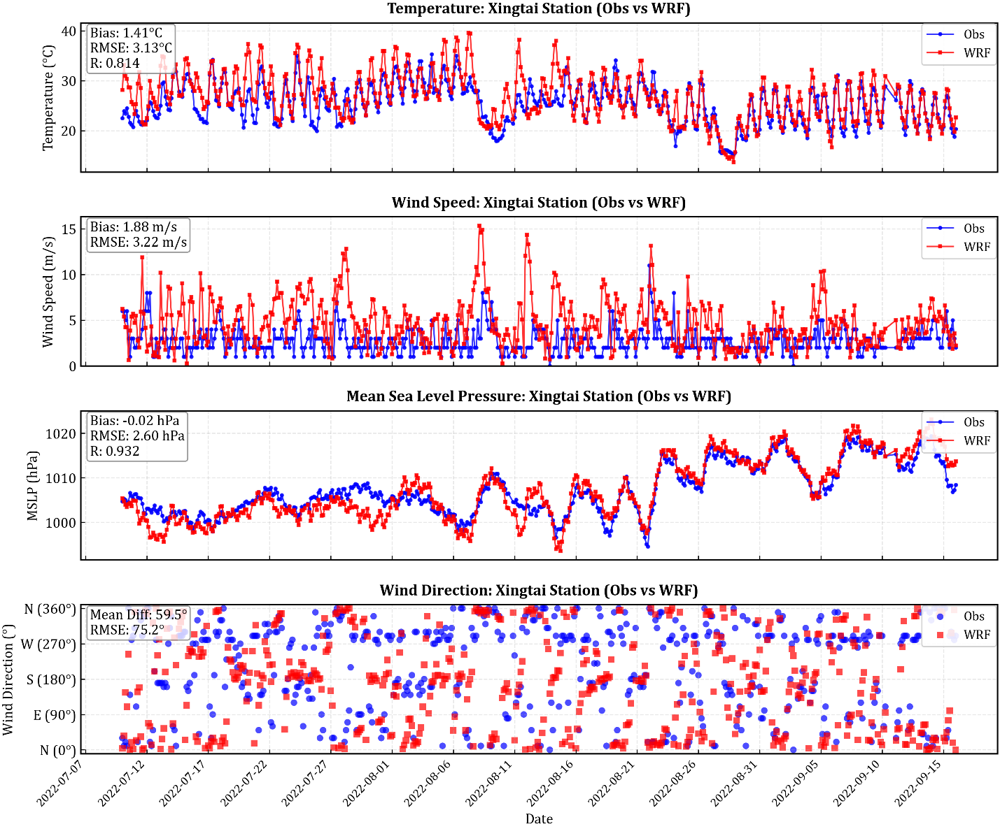 Temperature: Xingtai Station (Obs vs WRF)
Bias: 1.41°C
RMSE: 3.13°C
R: 0.814
Obs
WRF
Temperature (°C)
40
30
20
Wind Speed: Xingtai Station (Obs vs WRF)
Bias: 1.88 m/s
RMSE: 3.22 m/s
Obs
WRF
Wind Speed (m/s)
15
10
5
0
Mean Sea Level Pressure: Xingtai Station (Obs vs WRF)
Bias: -0.02 hPa
RMSE: 2.60 hPa
R: 0.932
Obs
WRF
MSLP (hPa)
1020
1010
1000
Wind Direction: Xingtai Station (Obs vs WRF)
Mean Diff: 59.5°
RMSE: 75.2°
Obs
WRF
Wind Direction (°)
N (360°)
W (270°)
S (180°)
E (90°)
N (0°)
2022-07-07
2022-07-12
2022-07-17
2022-07-22
2022-07-27
2022-08-01
2022-08-06
2022-08-11
2022-08-16
2022-08-21
2022-08-26
2022-08-31
2022-09-05
2022-09-10
2022-09-15
Date